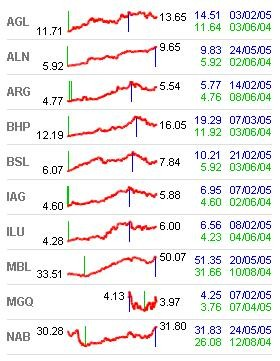 AGL 11.71 13.65 14.51 03/02/05
11.64 03/06/04
ALN 5.92 9.65 9.83 24/05/05
5.92 02/06/04
ARG 4.77 5.54 5.77 14/02/05
4.76 08/06/04
BHP 12.19 16.05 19.29 07/03/05
11.92 03/06/04
BSL 6.07 7.84 10.21 21/02/05
5.92 03/06/04
IAG 4.60 5.88 6.95 07/02/05
4.60 02/06/04
ILU 4.28 6.00 6.56 08/02/05
4.23 04/06/04
MBL 33.51 50.07 51.35 20/05/05
31.66 10/08/04
MGQ 4.13 3.97 4.25 07/02/05
3.76 07/04/05
NAB 30.28 31.80 31.83 24/05/05
26.08 12/08/04